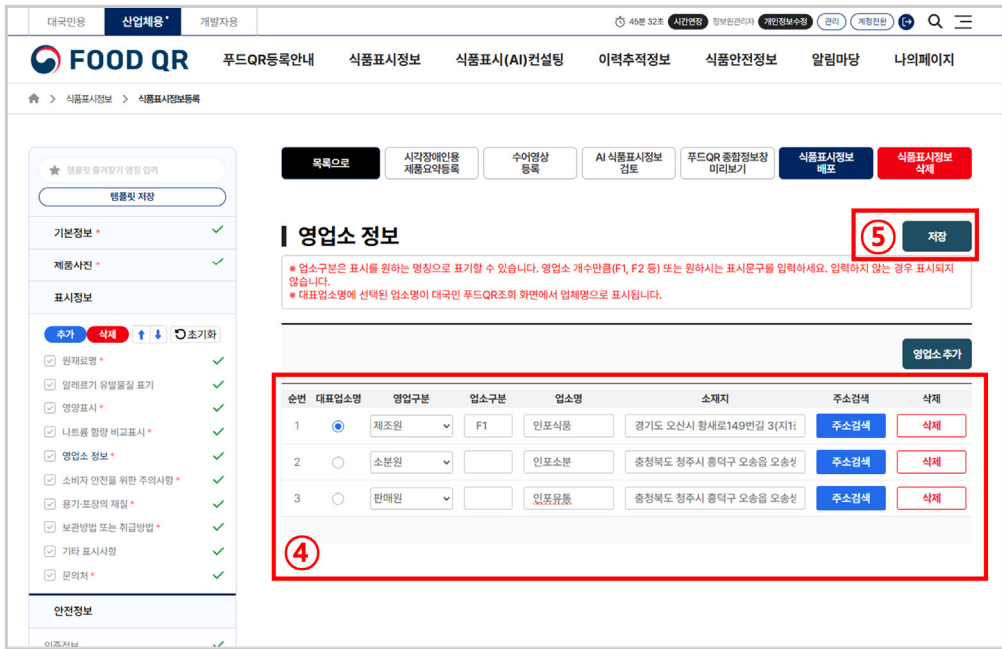 대국민용 산업체용 개발자용 45분 32초 시간연장 정보원관리자 개인정보수정 관리 계정전환
FOOD QR 푸드QR등록안내 식품표시정보 식품표시(AI)컨설팅 이력추적정보 식품안전정보 알림마당 나의페이지
> 식품표시정보 > 식품표시정보등록
★ 템플릿 즐겨찾기 명칭 입력
템플릿 저장
기본정보 *
제품사진 *
표시정보
추가 삭제 ↑ ↓ 초기화
원재료명 *
알레르기 유발물질 표기
영양표시 *
나트륨 함량 비교표시 *
영업소 정보 *
소비자 안전을 위한 주의사항 *
용기·포장의 재질 *
보관방법 또는 취급방법 *
기타 표시사항
문의처 *
안전정보
인증정보
목록으로
시각장애인용
제품요약등록
수어영상
등록
AI 식품표시정보
검토
푸드QR 종합정보창
미리보기
식품표시정보
배포
식품표시정보
삭제
영업소 정보
⑤ 저장
※ 업소구분은 표시를 원하는 명칭으로 표기할 수 있습니다. 영업소 개수만큼(F1, F2 등) 또는 원하시는 표시문구를 입력하세요. 입력하지 않는 경우 표시되지
않습니다.
※ 대표업소명에 선택된 업소명이 대국민 푸드QR조회 화면에서 업체명으로 표시됩니다.
영업소 추가
순번 대표업소명 영업구분 업소구분 업소명 소재지 주소검색 삭제
1 제조원 F1 인포식품 경기도 오산시 황새로149번길 3(지1층 주소검색 삭제
2 소분원 인포소분 충청북도 청주시 흥덕구 오송읍 오송생 주소검색 삭제
3 판매원 인포유통 충청북도 청주시 흥덕구 오송읍 오송생 주소검색 삭제
④